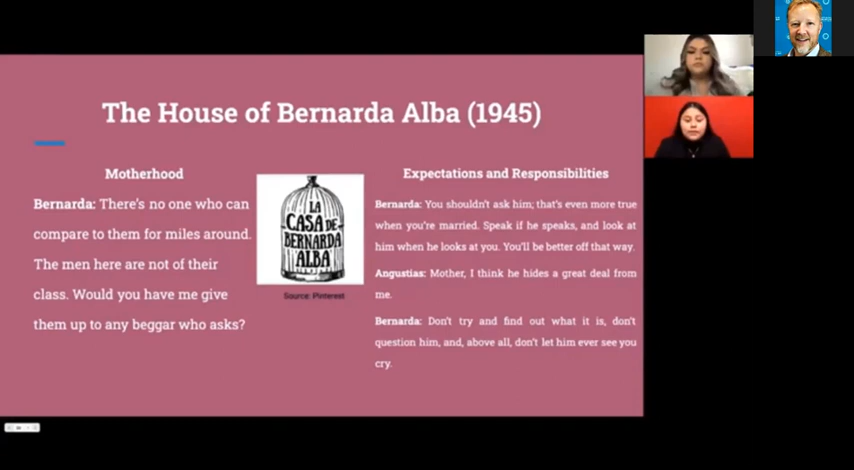 The House of Bernarda Alba (1945)
Motherhood
Bernarda: There's no one who can
compare to them for miles around.
The men here are not of their
class. Would you have me give
them up to any beggar who asks?
LA
CASA DE
BERNARDA
ALBA
Source: Pinterest
Expectations and Responsibilities
Bernarda: You shouldn't ask him; that's even more true
when you're married. Speak if he speaks, and look at
him when he looks at you. You'll be better off that way.
Angustias: Mother, I think he hides a great deal from
me.
Bernarda: Don't try and find out what it is, don't
question him, and, above all, don't let him ever see you
cry.